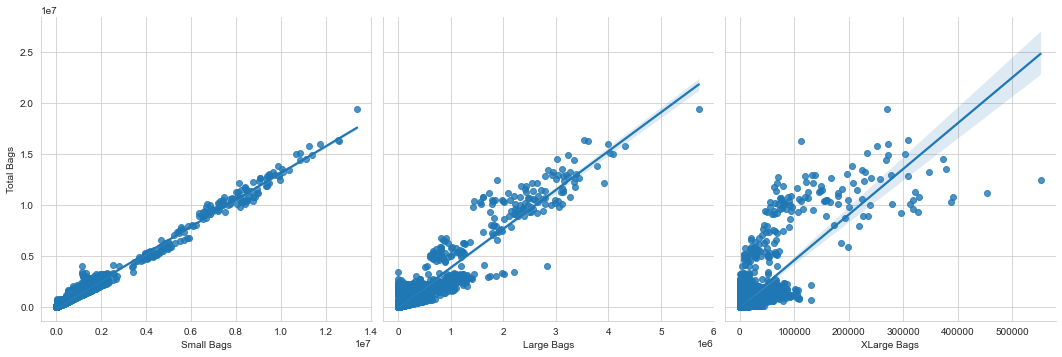 1e7
2.5
2.0
1.5
1.0
0.5
0.0
Total Bags
0.0 0.2 0.4 0.6 0.8 1.0 1.2 1.4
1e7
Small Bags
0 1 2 3 4 5 6
1e6
Large Bags
0 100000 200000 300000 400000 500000
XLarge Bags